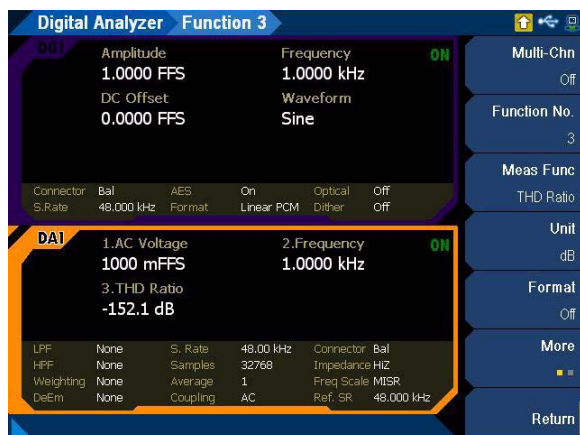 Digital Analyzer Function 3
DG1
Amplitude Frequency ON
1.0000 FFS 1.0000 kHz
DC Offset Waveform
0.0000 FFS Sine
Connector Bal AES On Optical Off
S.Rate 48.000 kHz Format Linear PCM Dither Off
DA1
1.AC Voltage 2.Frequency ON
1000 mFFS 1.0000 kHz
3.THD Ratio
-152.1 dB
LPF None S. Rate 48.00 kHz Connector Bal
HPF None Samples 32768 Impedance HiZ
Weighting None Average 1 Freq Scale MISR
DeEm None Coupling AC Ref. SR 48.000 kHz
Multi-Chn
Off
Function No.
3
Meas Func
THD Ratio
Unit
dB
Format
Off
More
Return